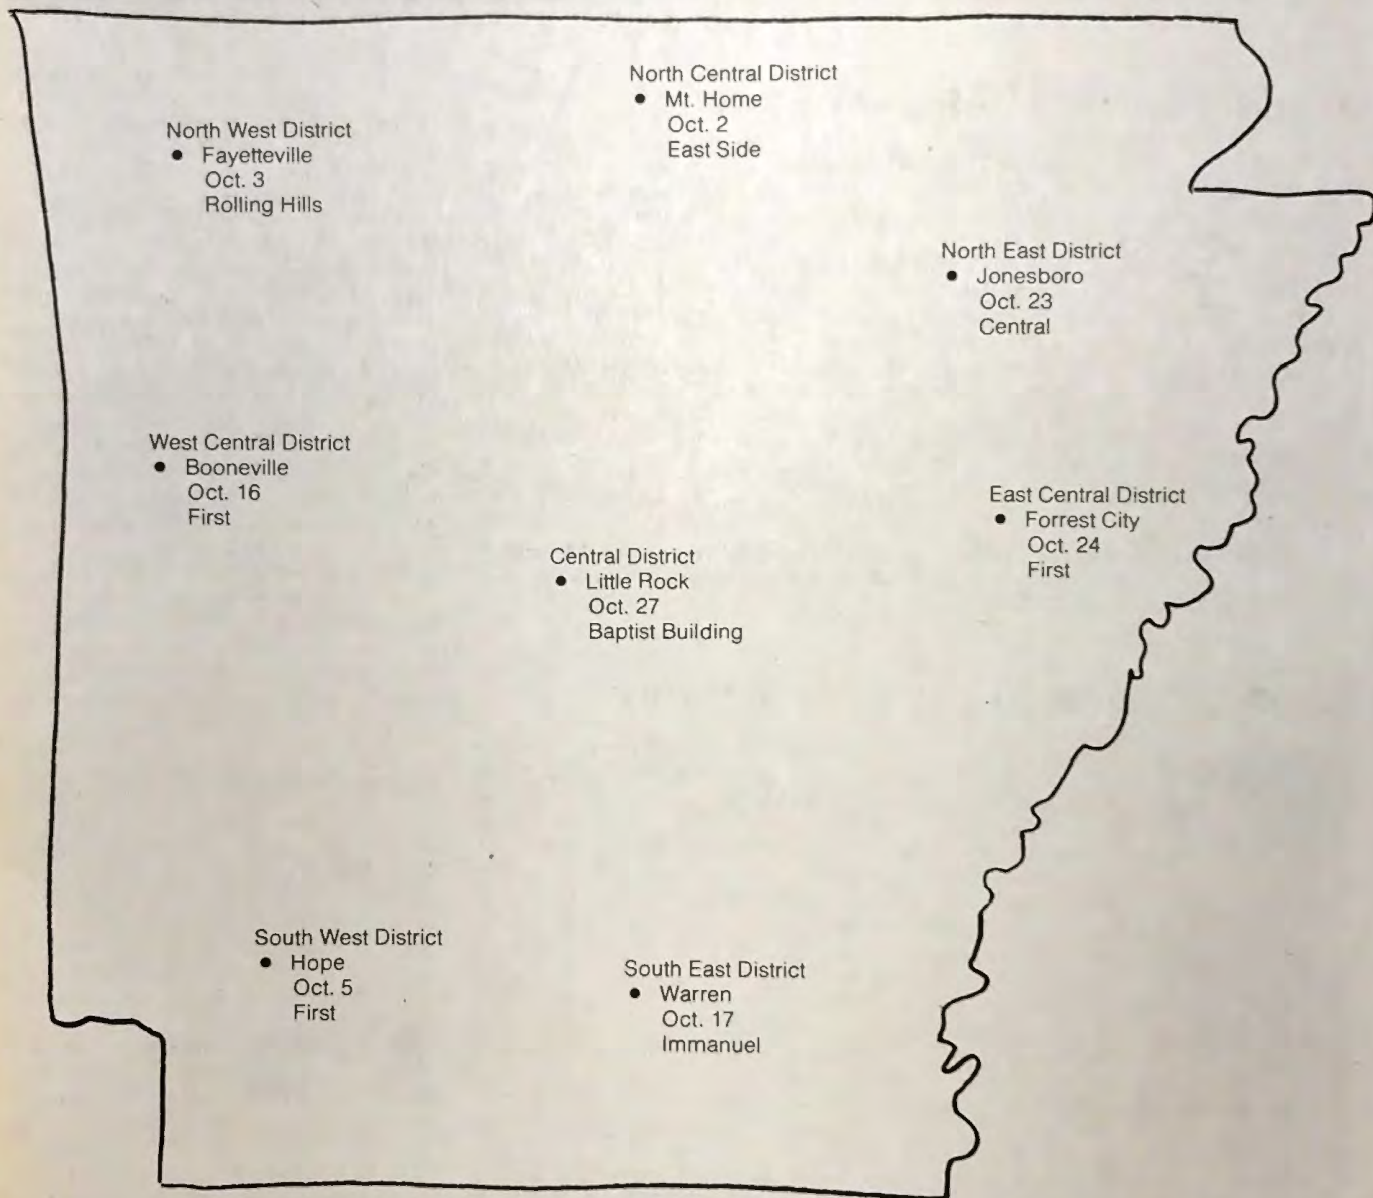 North Central District
Mt. Home
Oct. 2
East Side
North West District
Fayetteville
Oct. 3
Rolling Hills
North East District
Jonesboro
Oct. 23
Central
West Central District
Booneville
Oct. 16
First
East Central District
Forrest City
Oct. 24
First
Central District
Little Rock
Oct. 27
Baptist Building
South West District
Hope
Oct. 5
First
South East District
Warren
Oct. 17
Immanuel